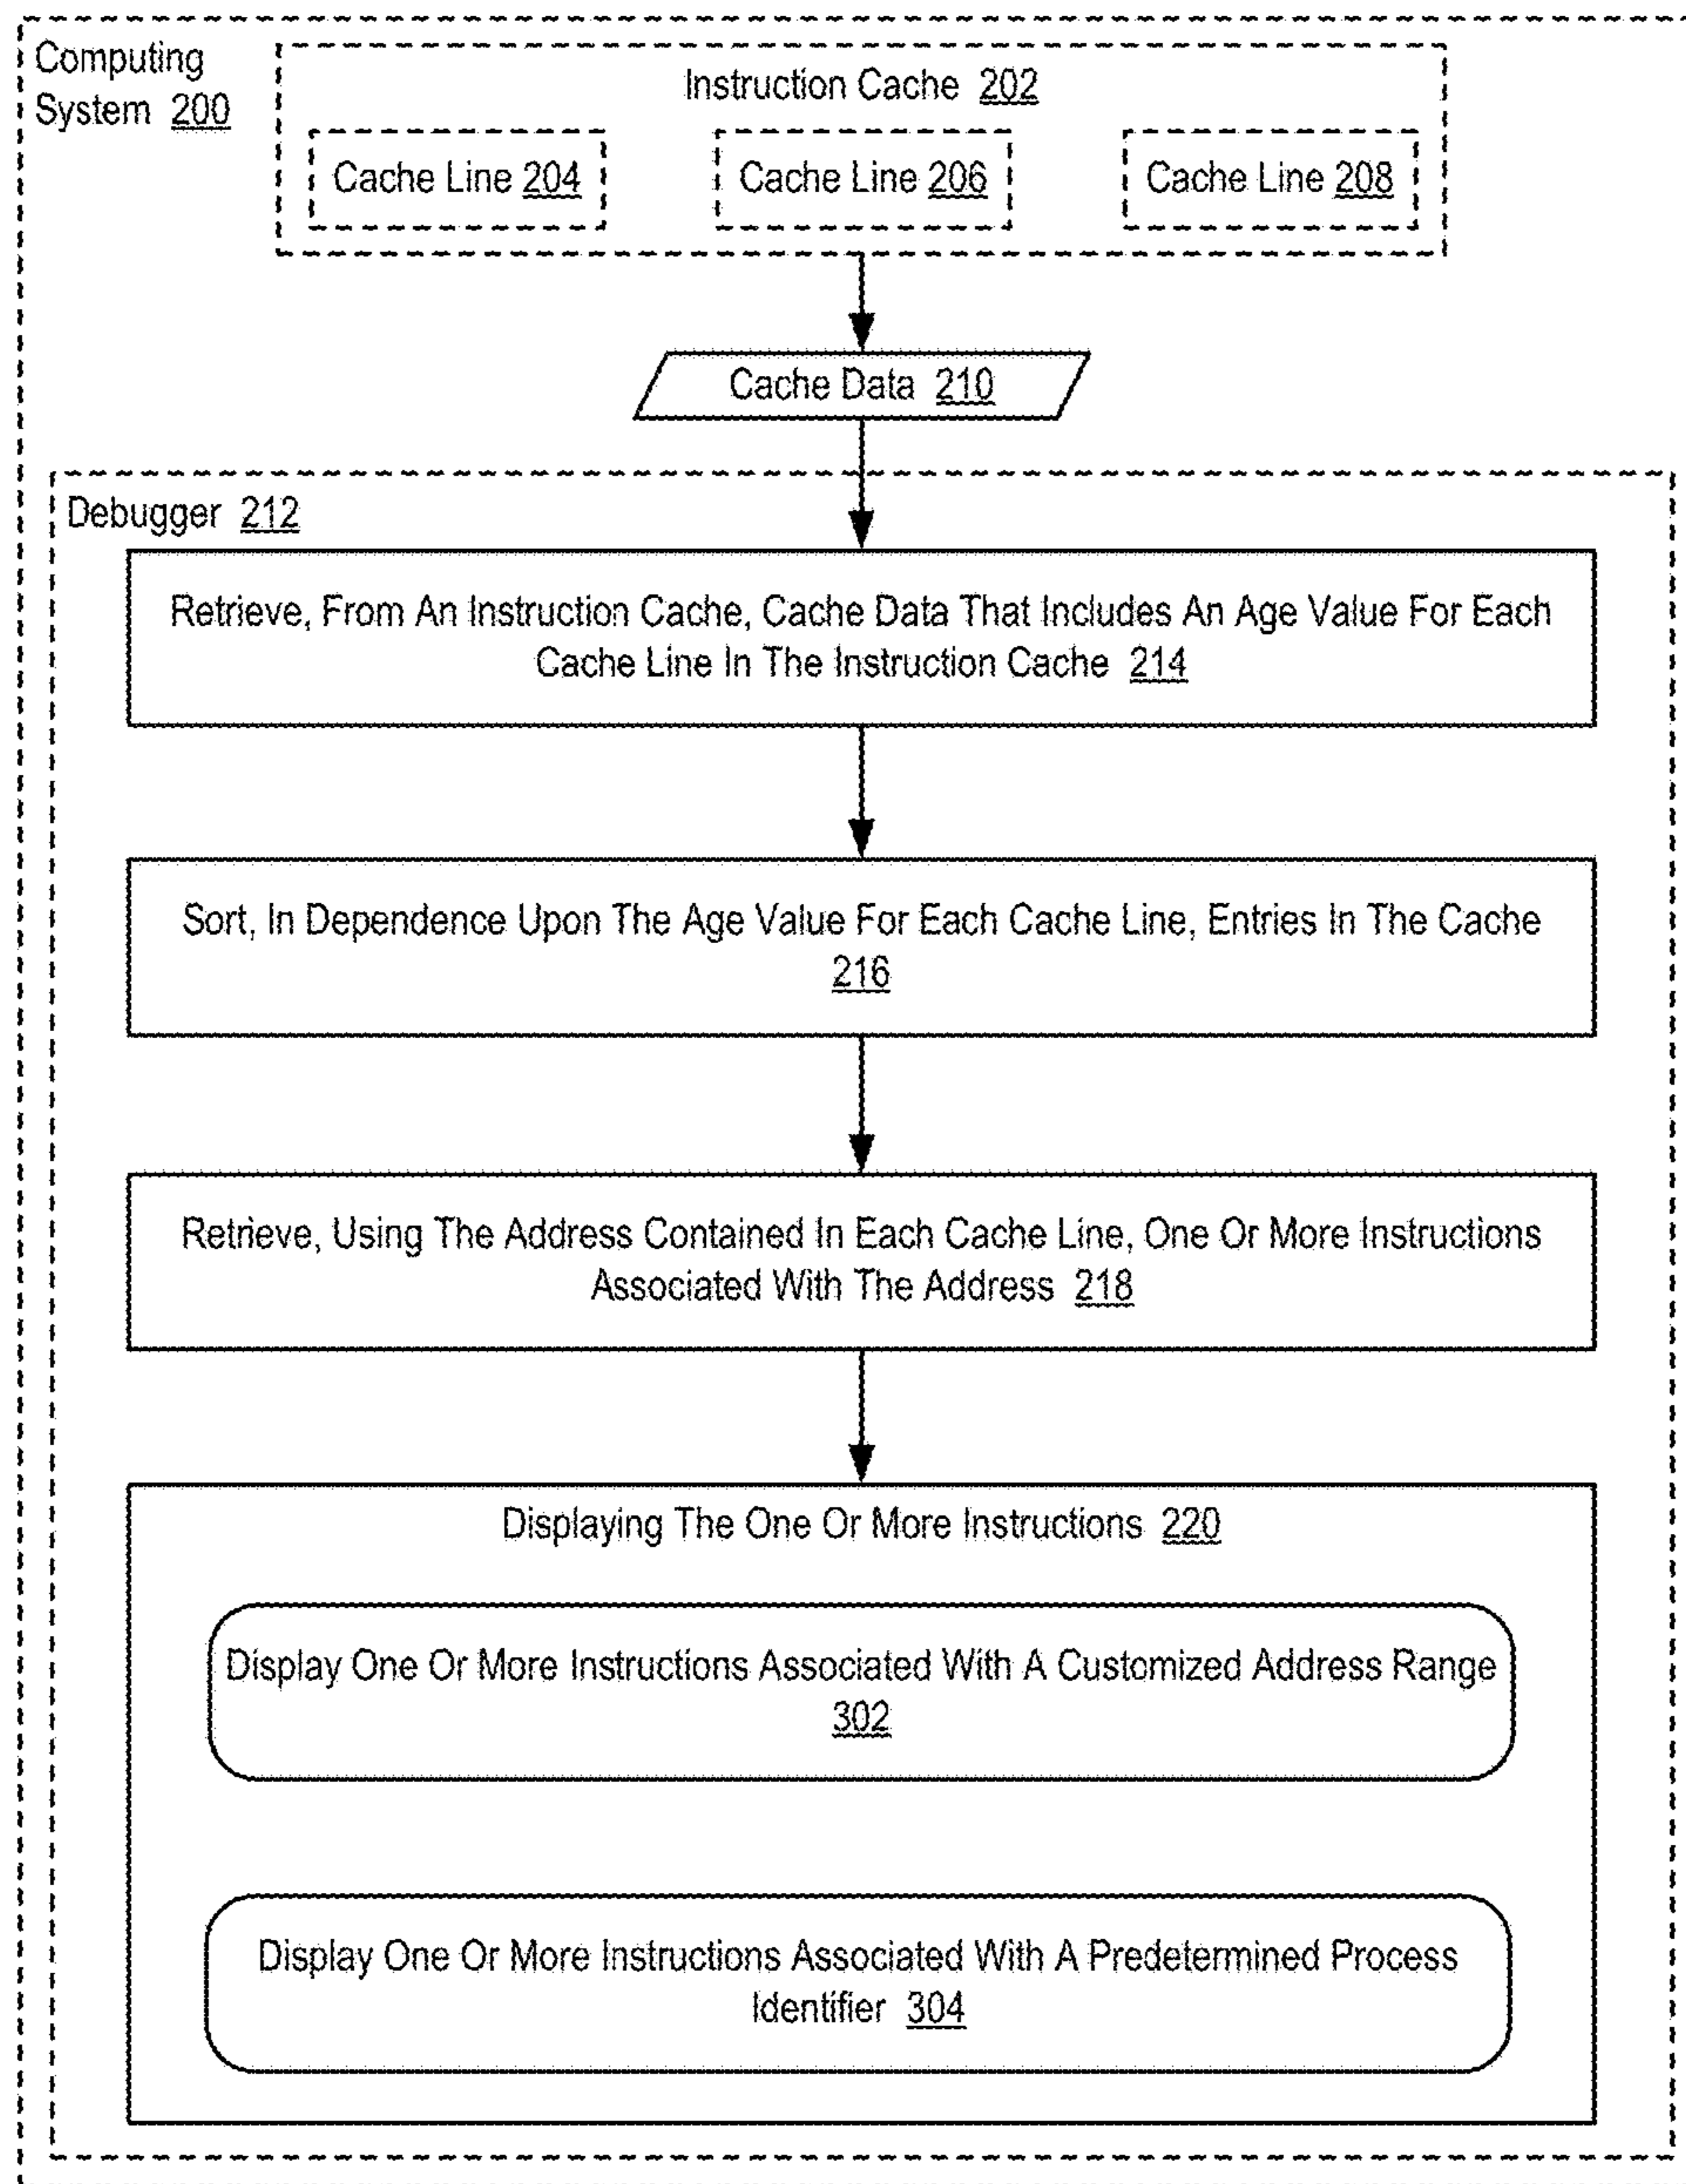 Computing
System 200
Instruction Cache 202
Cache Line 204
Cache Line 206
Cache Line 208
Cache Data 210
Debugger 212
Retrieve, From An Instruction Cache, Cache Data That Includes An Age Value For Each
Cache Line In The Instruction Cache 214
Sort, In Dependence Upon The Age Value For Each Cache Line, Entries In The Cache
216
Retrieve, Using The Address Contained In Each Cache Line, One Or More Instructions
Associated With The Address 218
Displaying The One Or More Instructions 220
Display One Or More Instructions Associated With A Customized Address Range
302
Display One Or More Instructions Associated With A Predetermined Process
Identifier 304